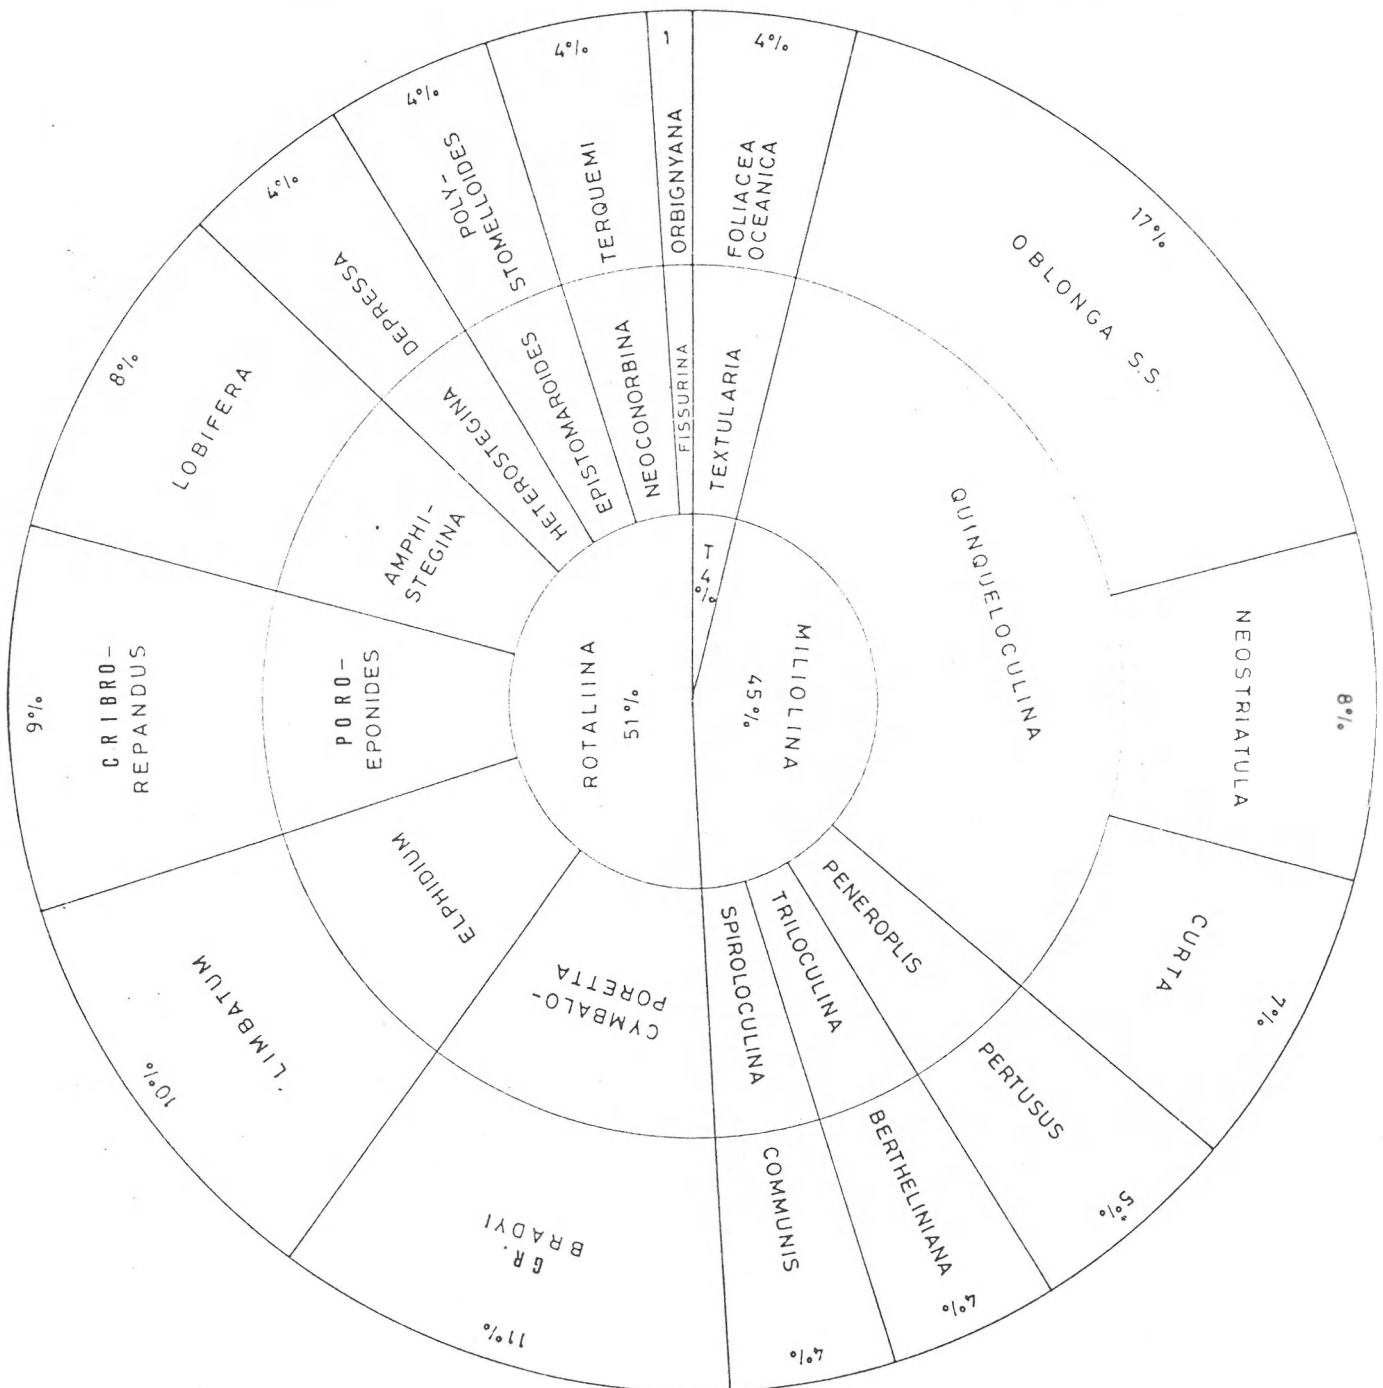 T
4
%
MILIOLINA
45%
ROTALIINA
51%
TEXTULARIA
FOLIACEA
OCEANICA
4%
QUINQUELOCULINA
OBLONGA S.S.
17%
NEOSTRIATULA
8%
CURTA
7%
PENEROPLIS
PERTUSUS
5%
TRILOCULINA
BERTHELINIANA
4%
SPIROLOCULINA
COMMUNIS
4%
CYMBALO-
PORETTA
GR.
BRADYI
11%
ELPHIDIUM
LIMBATUM
10%
PORO-
EPONIDES
CRIBRO-
REPANDUS
9%
AMPHI-
STEGINA
LOBIFERA
8%
HETEROSTEGINA
DEPRESSA
4%
EPISTOMAROIDES
POLY-
STOMELLOIDES
4%
NEOCONORBINA
TERQUEMI
4%
FISSURINA
ORBIGNYANA
1